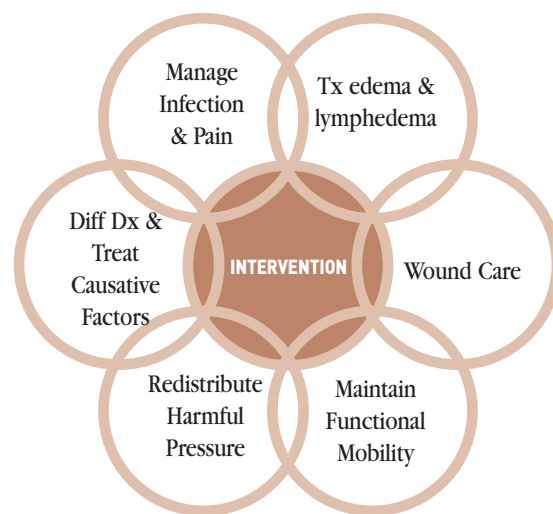 Manage
Infection
& Pain
Tx edema &
lymphedema
Diff Dx &
Treat
Causative
Factors
INTERVENTION
Wound Care
Redistribute
Harmful
Pressure
Maintain
Functional
Mobility